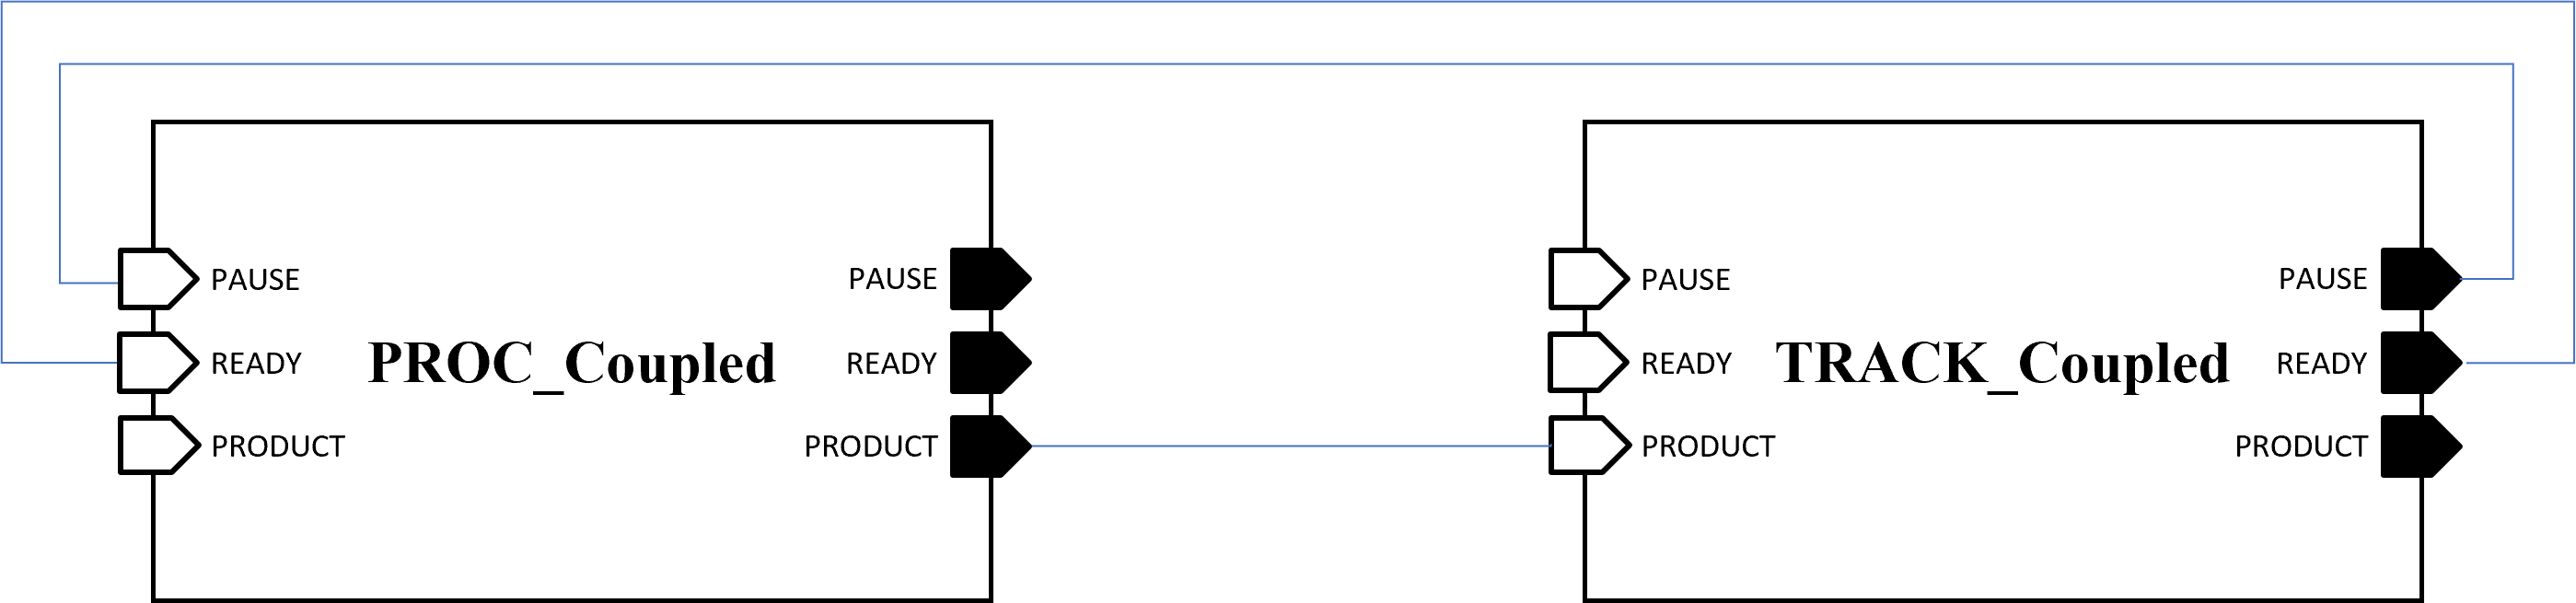 PAUSE
READY
PRODUCT
PROC_Coupled
PAUSE
READY
PRODUCT
PAUSE
READY
PRODUCT
TRACK_Coupled
PAUSE
READY
PRODUCT